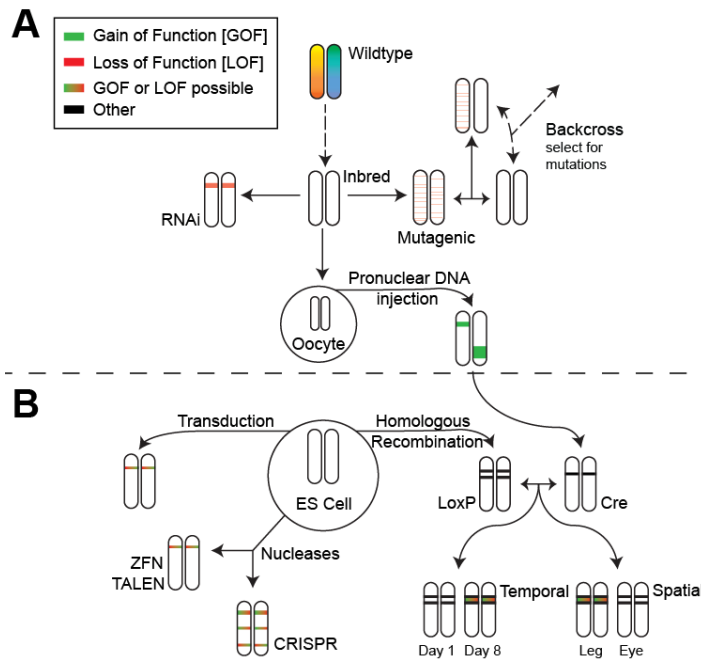 A
Gain of Function [GOF]
Loss of Function [LOF]
GOF or LOF possible
Other
Wildtype
Backcross
select for
mutations
Inbred
RNAi
Mutagenic
Pronuclear DNA
injection
Oocyte
B
Transduction
Homologous
Recombination
ES Cell
LoxP
Cre
Nucleases
ZFN
TALEN
CRISPR
Temporal
Spatial
Day 1 Day 8
Leg Eye